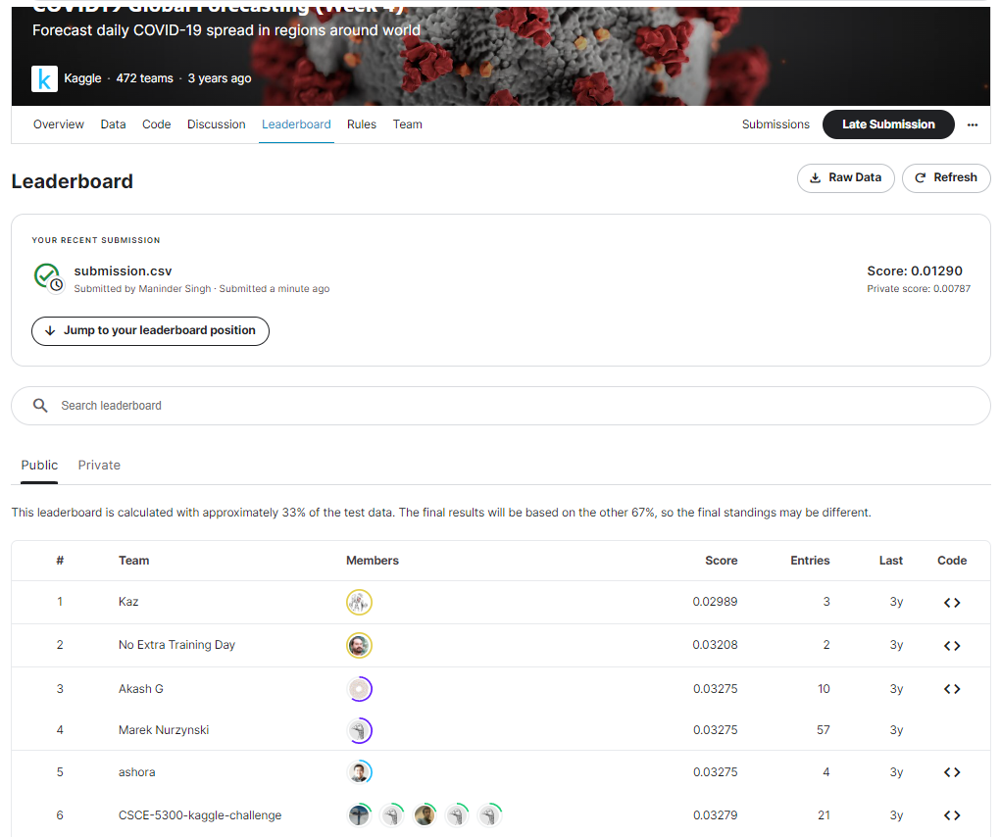 COVID19 Global Forecasting (Week 4)
Forecast daily COVID-19 spread in regions around world
k Kaggle · 472 teams · 3 years ago
Overview Data Code Discussion Leaderboard Rules Team Submissions Late Submission ...
Leaderboard Raw Data Refresh
YOUR RECENT SUBMISSION
submission.csv Score: 0.01290
Submitted by Maninder Singh · Submitted a minute ago Private score: 0.00787
Jump to your leaderboard position
Search leaderboard
Public Private
This leaderboard is calculated with approximately 33% of the test data. The final results will be based on the other 67%, so the final standings may be different.
# Team Members Score Entries Last Code
1 Kaz 0.02989 3 3y <>
2 No Extra Training Day 0.03208 2 3y <>
3 Akash G 0.03275 10 3y <>
4 Marek Nurzynski 0.03275 57 3y
5 ashora 0.03275 4 3y <>
6 CSCE-5300-kaggle-challenge 0.03279 21 3y <>